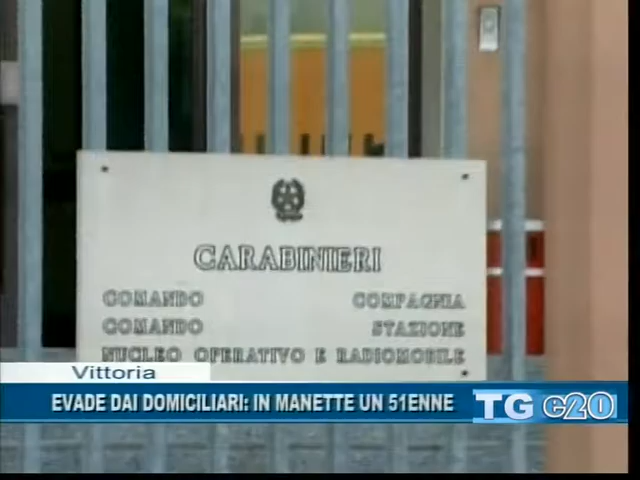 CARABINIERI
COMANDO COMPAGNIA
COMANDO STAZIONE
NUCLEO OPERATIVO E RADIOMOBILE
Vittoria
EVADE DAI DOMICILIARI: IN MANETTE UN 51ENNE
TG e20